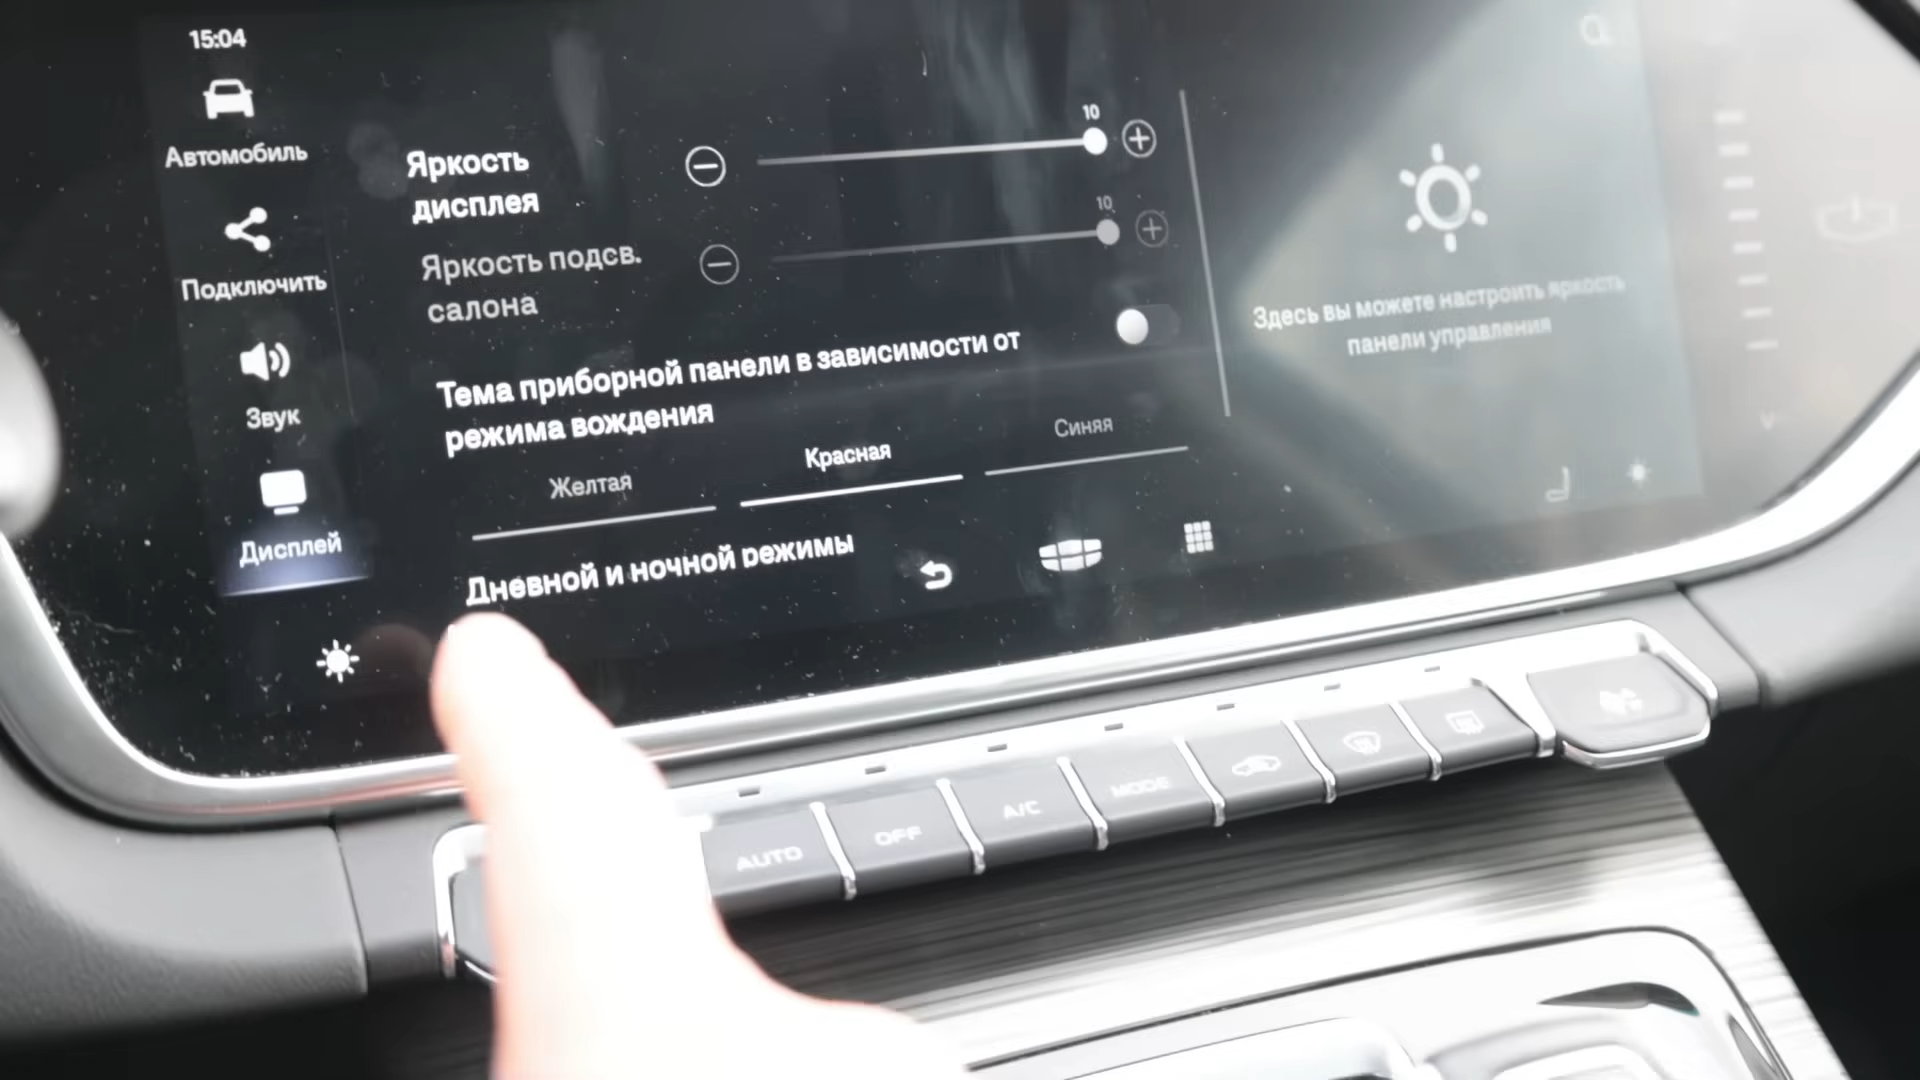 15:04
Автомобиль
Подключить
Звук
Дисплей
Яркость
дисплея
10
Яркость подсв.
салона
10
Тема приборной панели в зависимости от
режима вождения
Желтая
Красная
Синяя
Дневной и ночной режимы
Здесь вы можете настроить яркость
панели управления
AUTO
OFF
A/C
MODE